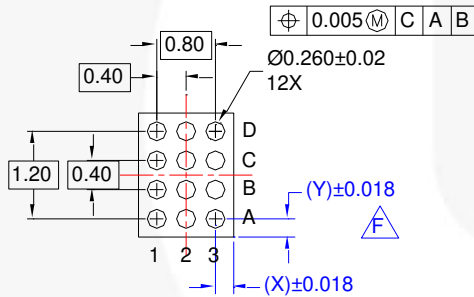 ⌖ 0.005 Ⓜ C A B
0.80
Ø0.260±0.02
12X
0.40
D
C
1.20 0.40
B
(Y)±0.018
A
F
1 2 3
(X)±0.018